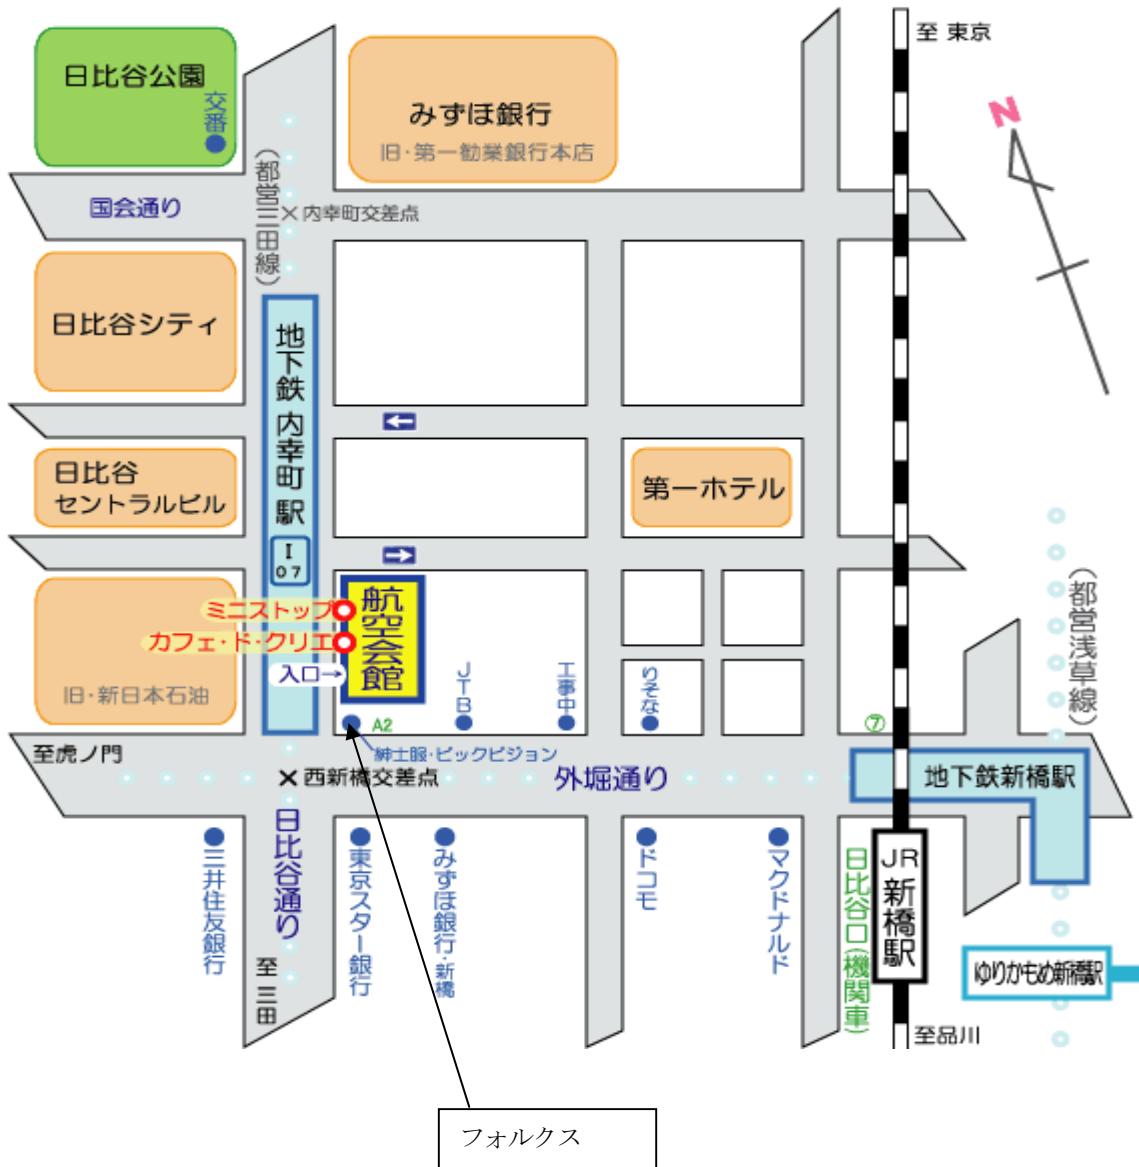 至 東京
日比谷公園
交番
みずほ銀行
旧・第一勧業銀行本店
N
国会通り
(都営三田線)
×内幸町交差点
日比谷シティ
地下鉄 内幸町 駅
I
07
←
日比谷
セントラルビル
第一ホテル
→
ミニストップ
カフェ・ド・クリエ
入口→
航空会館
旧・新日本石油
JTB
工事中
りそな
(都営浅草線)
A2
⑦
紳士服・ビックビジョン
至虎ノ門
×西新橋交差点
外堀通り
地下鉄新橋駅
日比谷通り
三井住友銀行
東京スター銀行
みずほ銀行・新橋
ドコモ
マクドナルド
日比谷口(機関車)
JR
新橋駅
ゆりかもめ新橋駅
至 三田
至品川
フォルクス